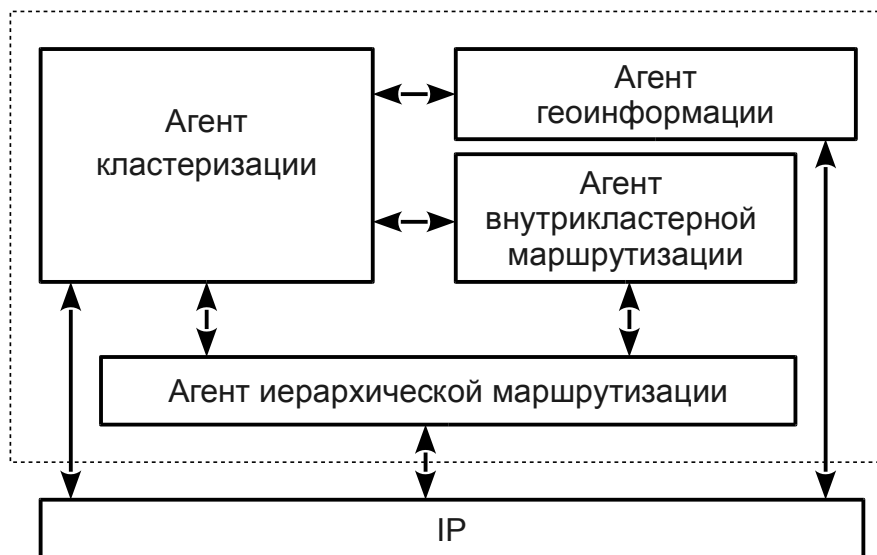 Агент
кластеризации
Агент
геоинформации
Агент
внутрикластерной
маршрутизации
Агент иерархической маршрутизации
IP